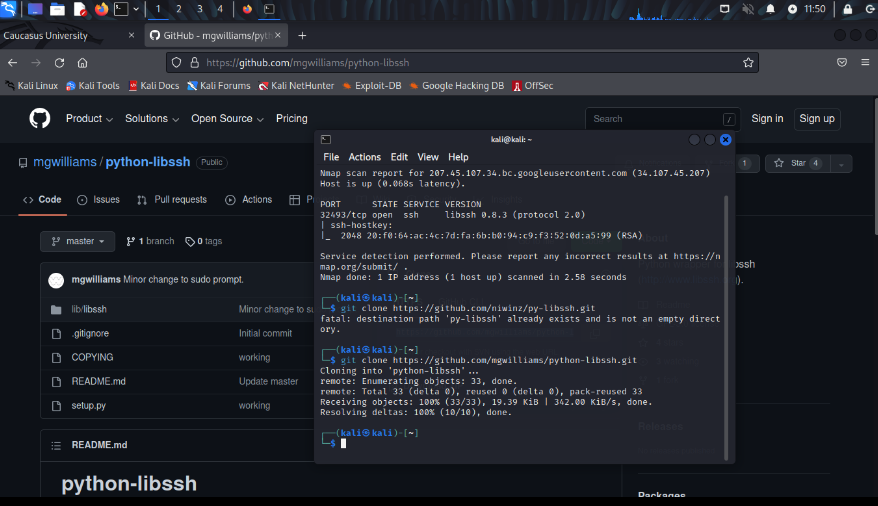 1 2 3 4
11:50
Caucasus University
GitHub - mgwilliams/pyth
https://github.com/mgwilliams/python-libssh
Kali Linux Kali Tools Kali Docs Kali Forums Kali NetHunter Exploit-DB Google Hacking DB OffSec
Product Solutions Open Source Pricing
Search /
Sign in Sign up
mgwilliams / python-libssh Public
1
Star 4
Code Issues Pull requests Actions
master 1 branch 0 tags
mgwilliams Minor change to sudo prompt.
lib/libssh Minor change to su
.gitignore Initial commit
COPYING working
README.md Update master
setup.py working
README.md
python-libssh
kali@kali: ~
File Actions Edit View Help
Nmap scan report for 207.45.107.34.bc.googleusercontent.com (34.107.45.207)
Host is up (0.068s latency).
PORT STATE SERVICE VERSION
32493/tcp open ssh libssh 0.8.3 (protocol 2.0)
| ssh-hostkey:
|_ 2048 20:f0:64:ac:4c:7d:fa:6b:b0:94:c9:f3:52:0d:a5:99 (RSA)
Service detection performed. Please report any incorrect results at https://n
map.org/submit/ .
Nmap done: 1 IP address (1 host up) scanned in 2.58 seconds
┌──(kali㉿kali)-[~]
└─$ git clone https://github.com/niwinz/py-libssh.git
fatal: destination path 'py-libssh' already exists and is not an empty direct
ory.
┌──(kali㉿kali)-[~]
└─$ git clone https://github.com/mgwilliams/python-libssh.git
Cloning into 'python-libssh'...
remote: Enumerating objects: 33, done.
remote: Total 33 (delta 0), reused 0 (delta 0), pack-reused 33
Receiving objects: 100% (33/33), 19.39 KiB | 342.00 KiB/s, done.
Resolving deltas: 100% (10/10), done.
┌──(kali㉿kali)-[~]
└─$
About
bssh
).
Releases
Packages